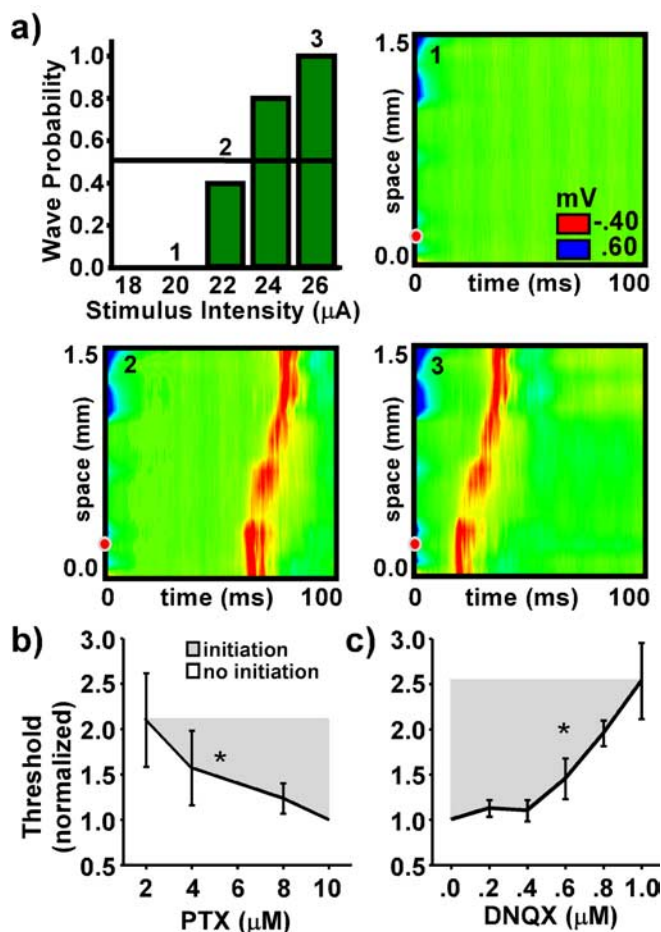 a)
Wave Probability
1.0
0.8
0.6
0.4
0.2
0.0
1
2
3
18 20 22 24 26
Stimulus Intensity (μA)
1
space (mm)
1.5
0.0
mV
-.40
.60
0 time (ms) 100
2
space (mm)
1.5
0.0
0 time (ms) 100
3
space (mm)
1.5
0.0
0 time (ms) 100
b)
Threshold
(normalized)
3.0
2.5
2.0
1.5
1.0
0.5
initiation
no initiation
*
2 4 6 8 10
PTX (μM)
c)
3.0
2.5
2.0
1.5
1.0
0.5
*
.0 .2 .4 .6 .8 1.0
DNQX (μM)